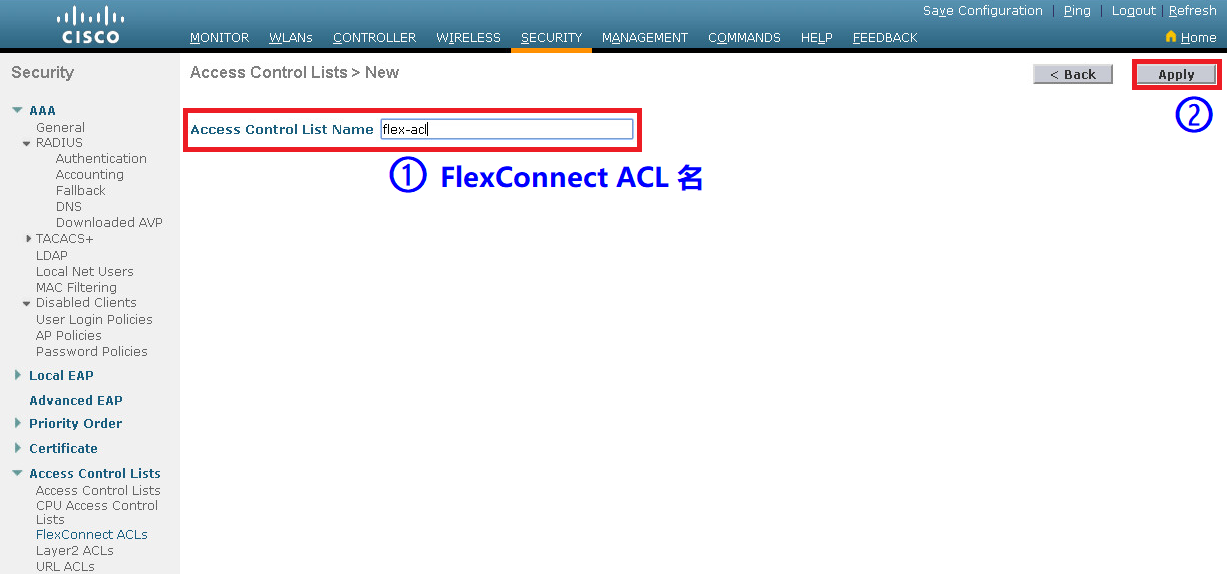 Save Configuration | Ping | Logout | Refresh
CISCO
MONITOR WLANs CONTROLLER WIRELESS SECURITY MANAGEMENT COMMANDS HELP FEEDBACK Home
Security
Access Control Lists > New
< Back
Apply
②
Access Control List Name flex-acl
① FlexConnect ACL 名
AAA
General
RADIUS
Authentication
Accounting
Fallback
DNS
Downloaded AVP
TACACS+
LDAP
Local Net Users
MAC Filtering
Disabled Clients
User Login Policies
AP Policies
Password Policies
Local EAP
Advanced EAP
Priority Order
Certificate
Access Control Lists
Access Control Lists
CPU Access Control
Lists
FlexConnect ACLs
Layer2 ACLs
URL ACLs